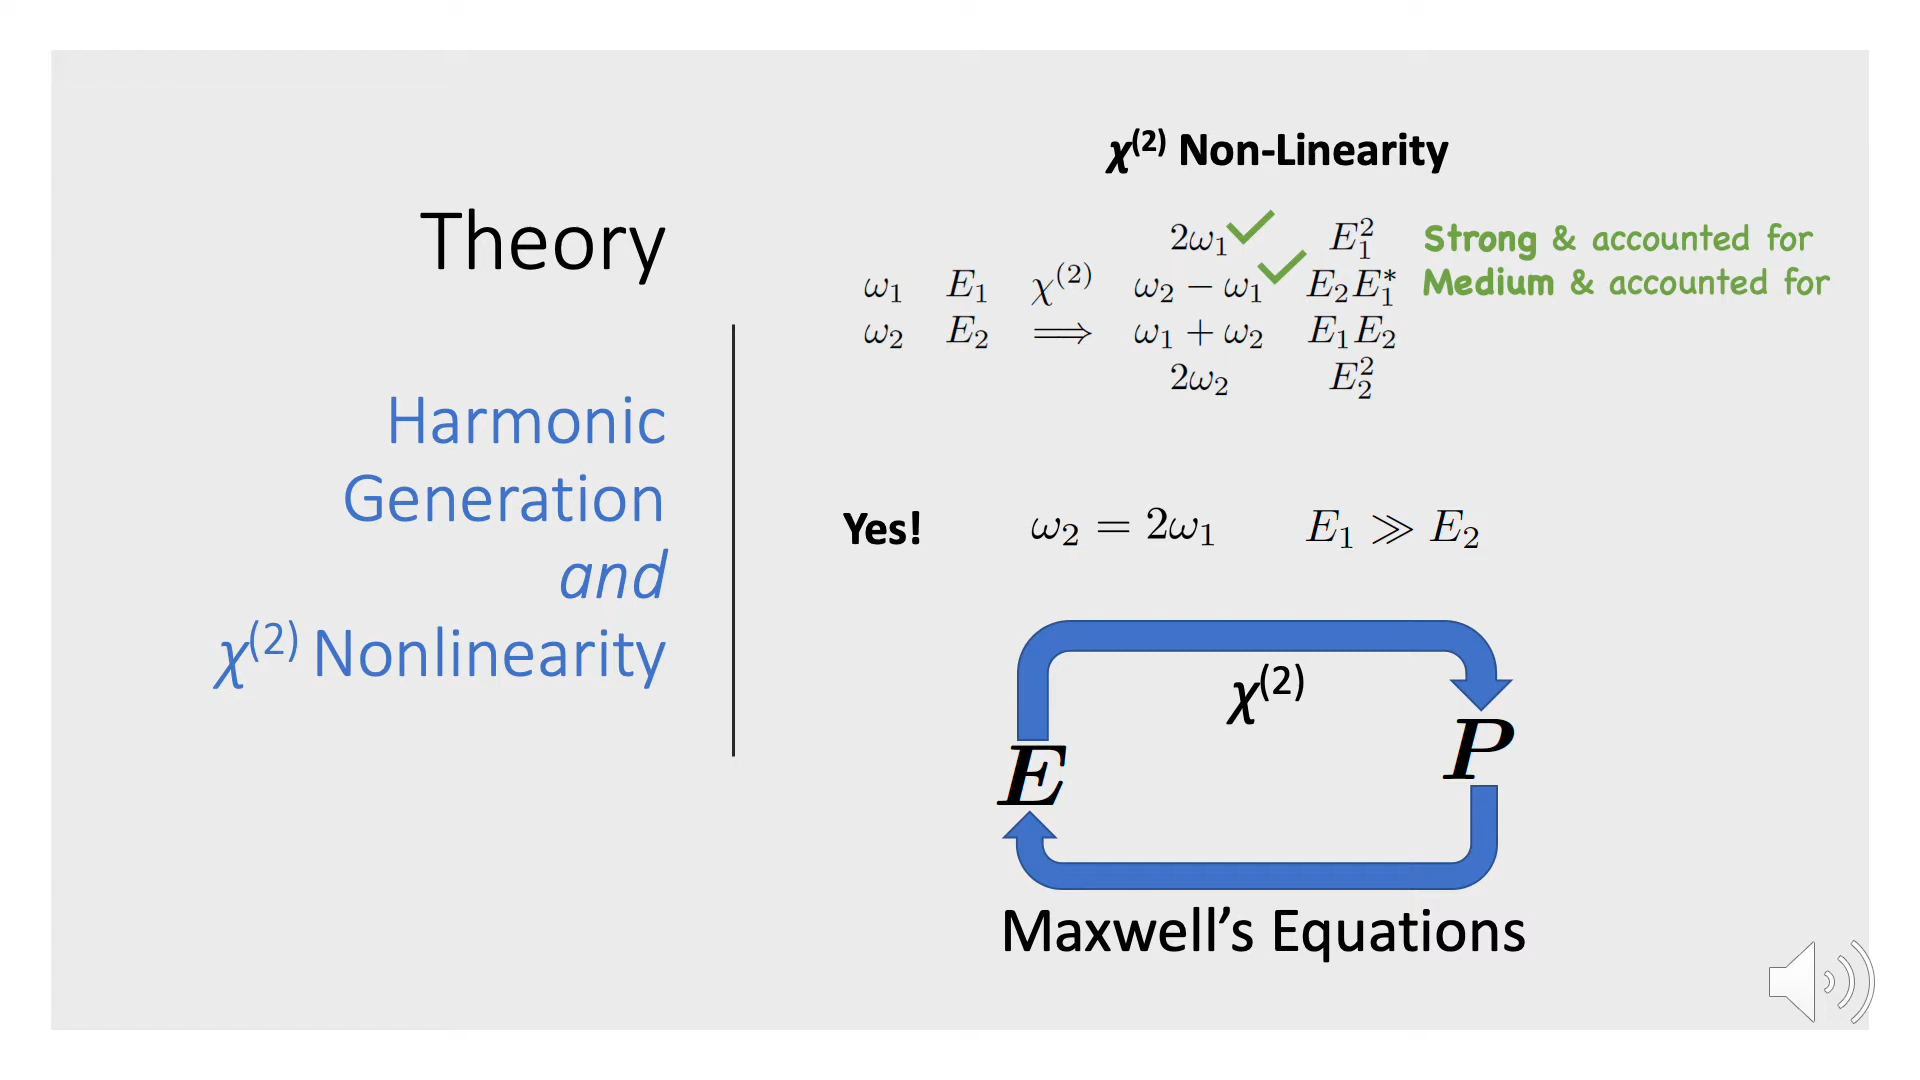 Theory
Harmonic
Generation
and
χ⁽²⁾ Nonlinearity
χ⁽²⁾ Non-Linearity
2ω₁ ✓ E₁² Strong & accounted for
ω₁ E₁ χ⁽²⁾ ω₂ − ω₁ ✓ E₂E₁* Medium & accounted for
ω₂ E₂ ⟹ ω₁ + ω₂ E₁E₂
2ω₂ E₂²
Yes! ω₂ = 2ω₁ E₁ ≫ E₂
χ⁽²⁾
E P
Maxwell’s Equations